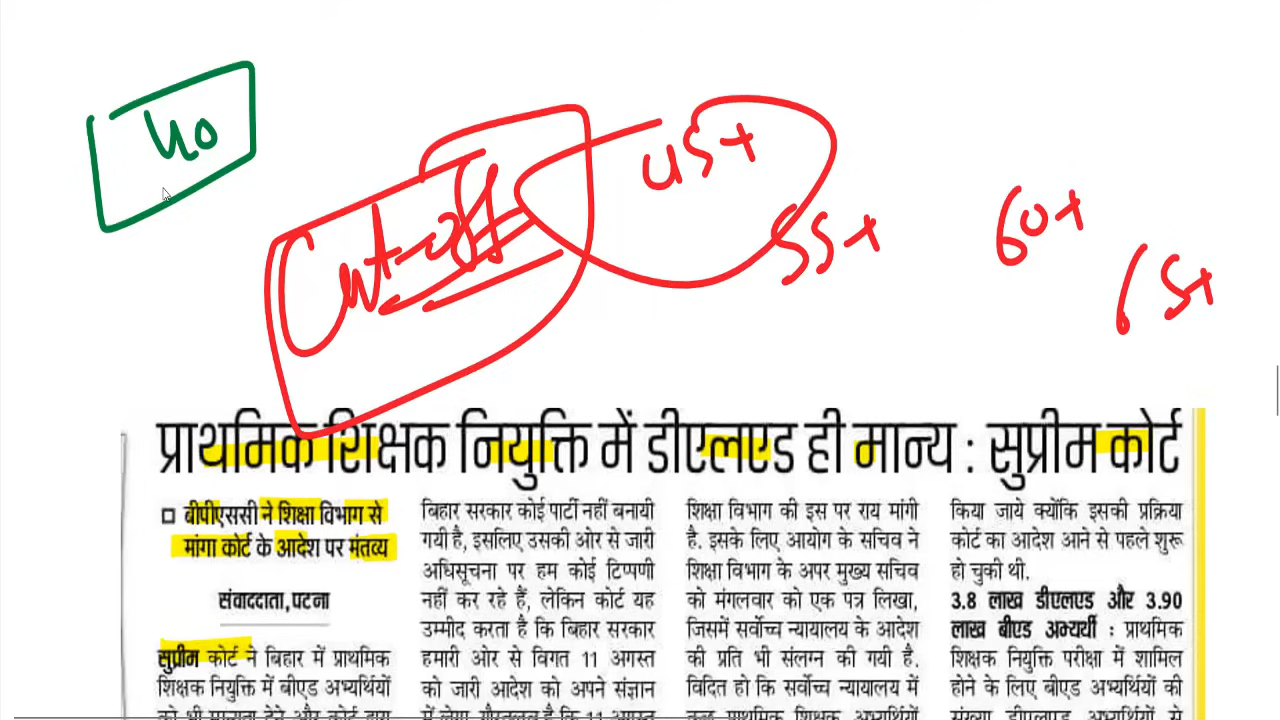 40
Cut-off
45+
55+
60+
65+
प्राथमिक शिक्षक नियुक्ति में डीएलएड ही मान्य : सुप्रीम कोर्ट
बीपीएससी ने शिक्षा विभाग से
मांगा कोर्ट के आदेश पर मंतव्य
संवाददाता, पटना
सुप्रीम कोर्ट ने बिहार में प्राथमिक
शिक्षक नियुक्ति में बीएड अभ्यर्थियों
बिहार सरकार कोई पार्टी नहीं बनायी
गयी है, इसलिए उसकी ओर से जारी
अधिसूचना पर हम कोई टिप्पणी
नहीं कर रहे हैं, लेकिन कोर्ट यह
उम्मीद करता है कि बिहार सरकार
हमारी ओर से विगत 11 अगस्त
को जारी आदेश को अपने संज्ञान
शिक्षा विभाग की इस पर राय मांगी
है. इसके लिए आयोग के सचिव ने
शिक्षा विभाग के अपर मुख्य सचिव
को मंगलवार को एक पत्र लिखा,
जिसमें सर्वोच्च न्यायालय के आदेश
की प्रति भी संलग्न की गयी है.
विदित हो कि सर्वोच्च न्यायालय में
किया जाये क्योंकि इसकी प्रक्रिया
कोर्ट का आदेश आने से पहले शुरू
हो चुकी थी.
3.8 लाख डीएलएड और 3.90
लाख बीएड अभ्यर्थी : प्राथमिक
शिक्षक नियुक्ति परीक्षा में शामिल
होने के लिए बीएड अभ्यर्थियों की